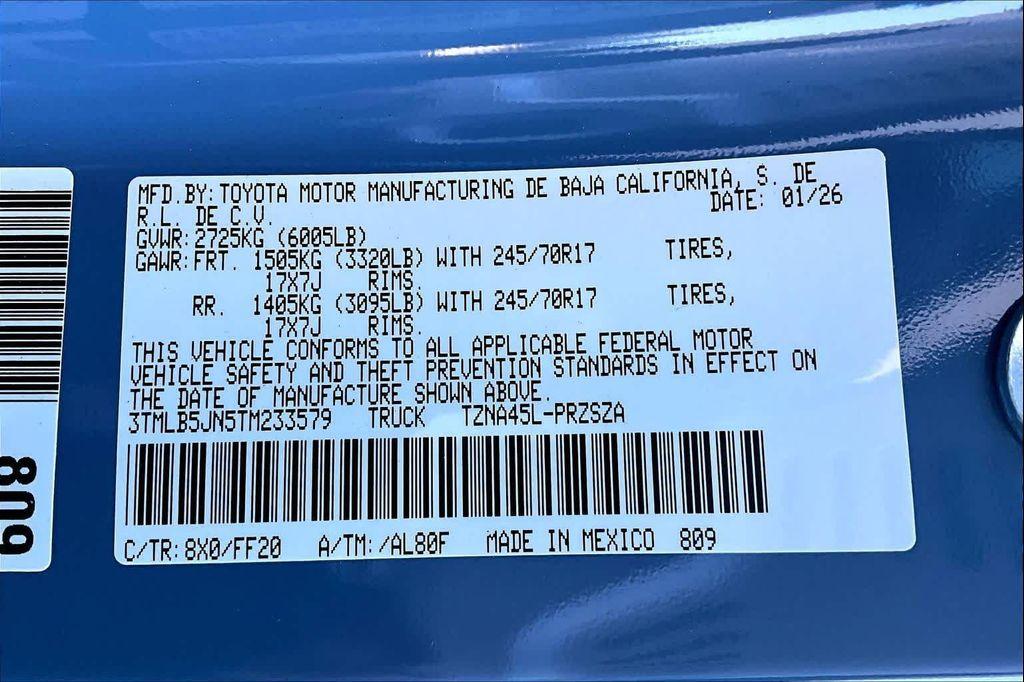 MFD.BY: TOYOTA MOTOR MANUFACTURING DE BAJA CALIFORNIA, S. DE
R.L. DE C.V. DATE: 01/26
GVWR: 2725KG (6005LB)
GAWR: FRT. 1505KG (3320LB) WITH 245/70R17 TIRES,
17X7J RIMS.
RR. 1405KG (3095LB) WITH 245/70R17 TIRES,
17X7J RIMS.
THIS VEHICLE CONFORMS TO ALL APPLICABLE FEDERAL MOTOR
VEHICLE SAFETY AND THEFT PREVENTION STANDARDS IN EFFECT ON
THE DATE OF MANUFACTURE SHOWN ABOVE.
3TMLB5JN5TM233579 TRUCK TZNA45L-PRZSZA
C/TR: 8X0/FF20 A/TM: /AL80F MADE IN MEXICO 809
809